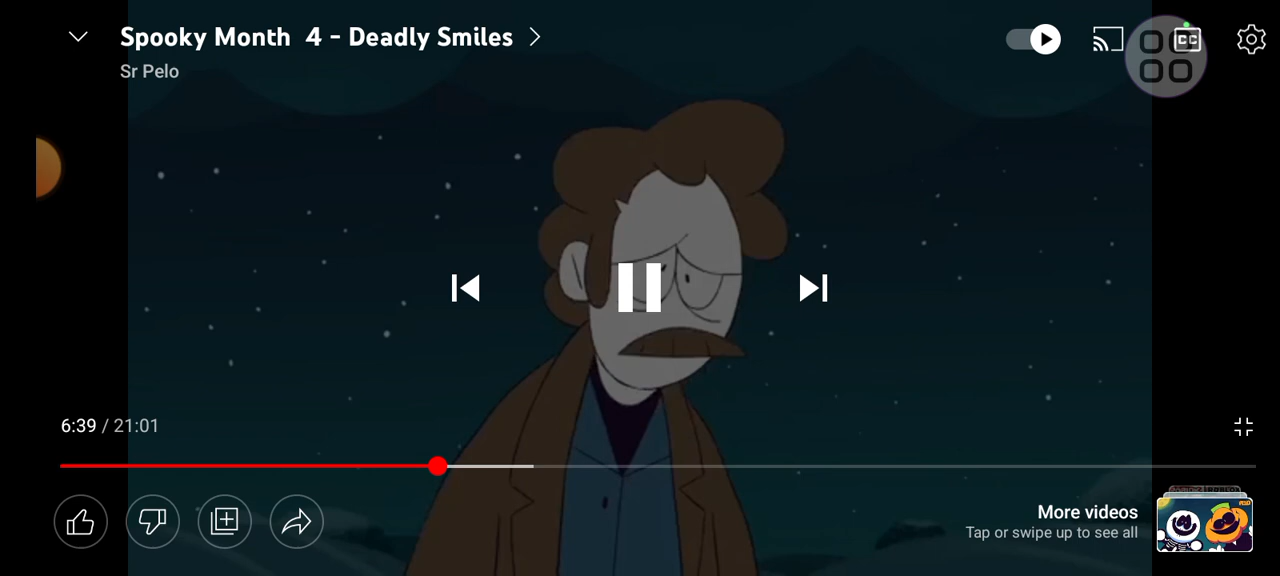 Spooky Month 4 - Deadly Smiles
Sr Pelo
CC
6:39 / 21:01
More videos
Tap or swipe up to see all